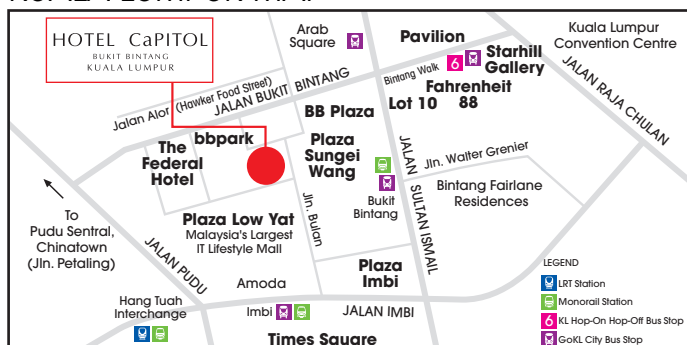 HOTEL CaPITOL
BUKIT BINTANG
KUALA LUMPUR
Arab
Square
Pavilion
Kuala Lumpur
Convention Centre
Starhill
Gallery
Bintang Walk
6
Fahrenheit
88
Lot 10
JALAN RAJA CHULAN
Jalan Alor (Hawker Food Street)
JALAN BUKIT BINTANG
BB Plaza
bbpark
The
Federal
Hotel
Plaza
Sungei
Wang
JALAN SULTAN ISMAIL
Jln. Walter Grenier
Bintang Fairlane
Residences
Bukit
Bintang
Jln. Bulan
To
Pudu Sentral,
Chinatown
(Jln. Petaling)
Plaza Low Yat
Malaysia's Largest
IT Lifestyle Mall
JALAN PUDU
Plaza
Imbi
Amoda
Hang Tuah
Interchange
Imbi
JALAN IMBI
Times Square
LEGEND
LRT Station
Monorail Station
6 KL Hop-On Hop-Off Bus Stop
GoKL City Bus Stop